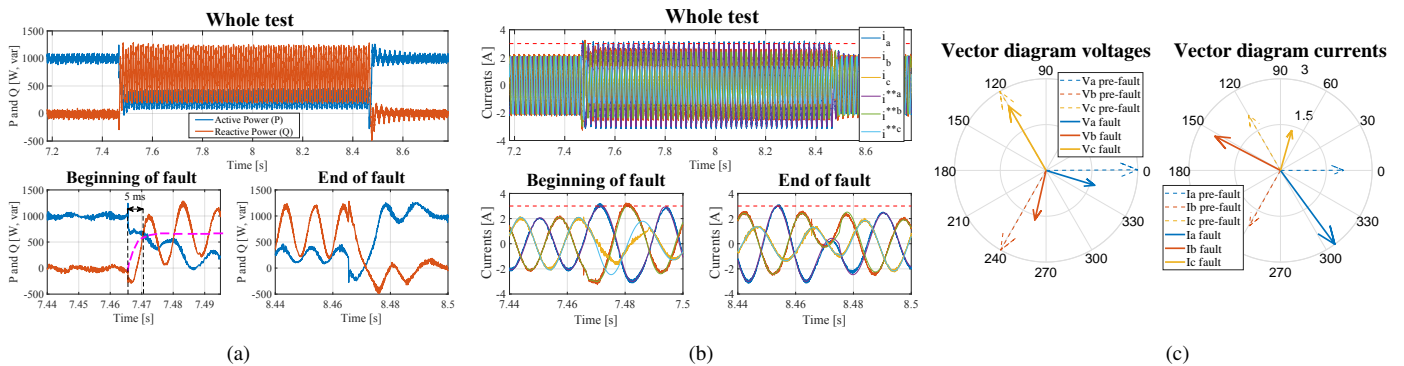 Whole test
P and Q [W, var]
1500
1000
500
0
-500
Active Power (P)
Reactive Power (Q)
7.2 7.4 7.6 7.8 8 8.2 8.4 8.6
Time [s]
Beginning of fault
P and Q [W, var]
1500
1000
500
0
-500
5 ms
7.44 7.45 7.46 7.47 7.48 7.49
Time [s]
End of fault
1500
1000
500
0
-500
8.44 8.46 8.48 8.5
Time [s]
(a)
Whole test
Currents [A]
4
2
0
-2
-4
i a
i b
i c
i**a
i**b
i**c
7.2 7.4 7.6 7.8 8 8.2 8.4 8.6
Time [s]
Beginning of fault
Currents [A]
4
2
0
-2
-4
7.44 7.46 7.48 7.5
Time [s]
End of fault
4
2
0
-2
-4
8.44 8.46 8.48 8.5
Time [s]
(b)
Vector diagram voltages
90
120
180
0
210
330
240
300
270
Va pre-fault
Vb pre-fault
Vc pre-fault
Va fault
Vb fault
Vc fault
Vector diagram currents
90 3
120 60
1.5
150 30
180 0
330
300
270
Ia pre-fault
Ib pre-fault
Ic pre-fault
Ia fault
Ib fault
Ic fault
(c)